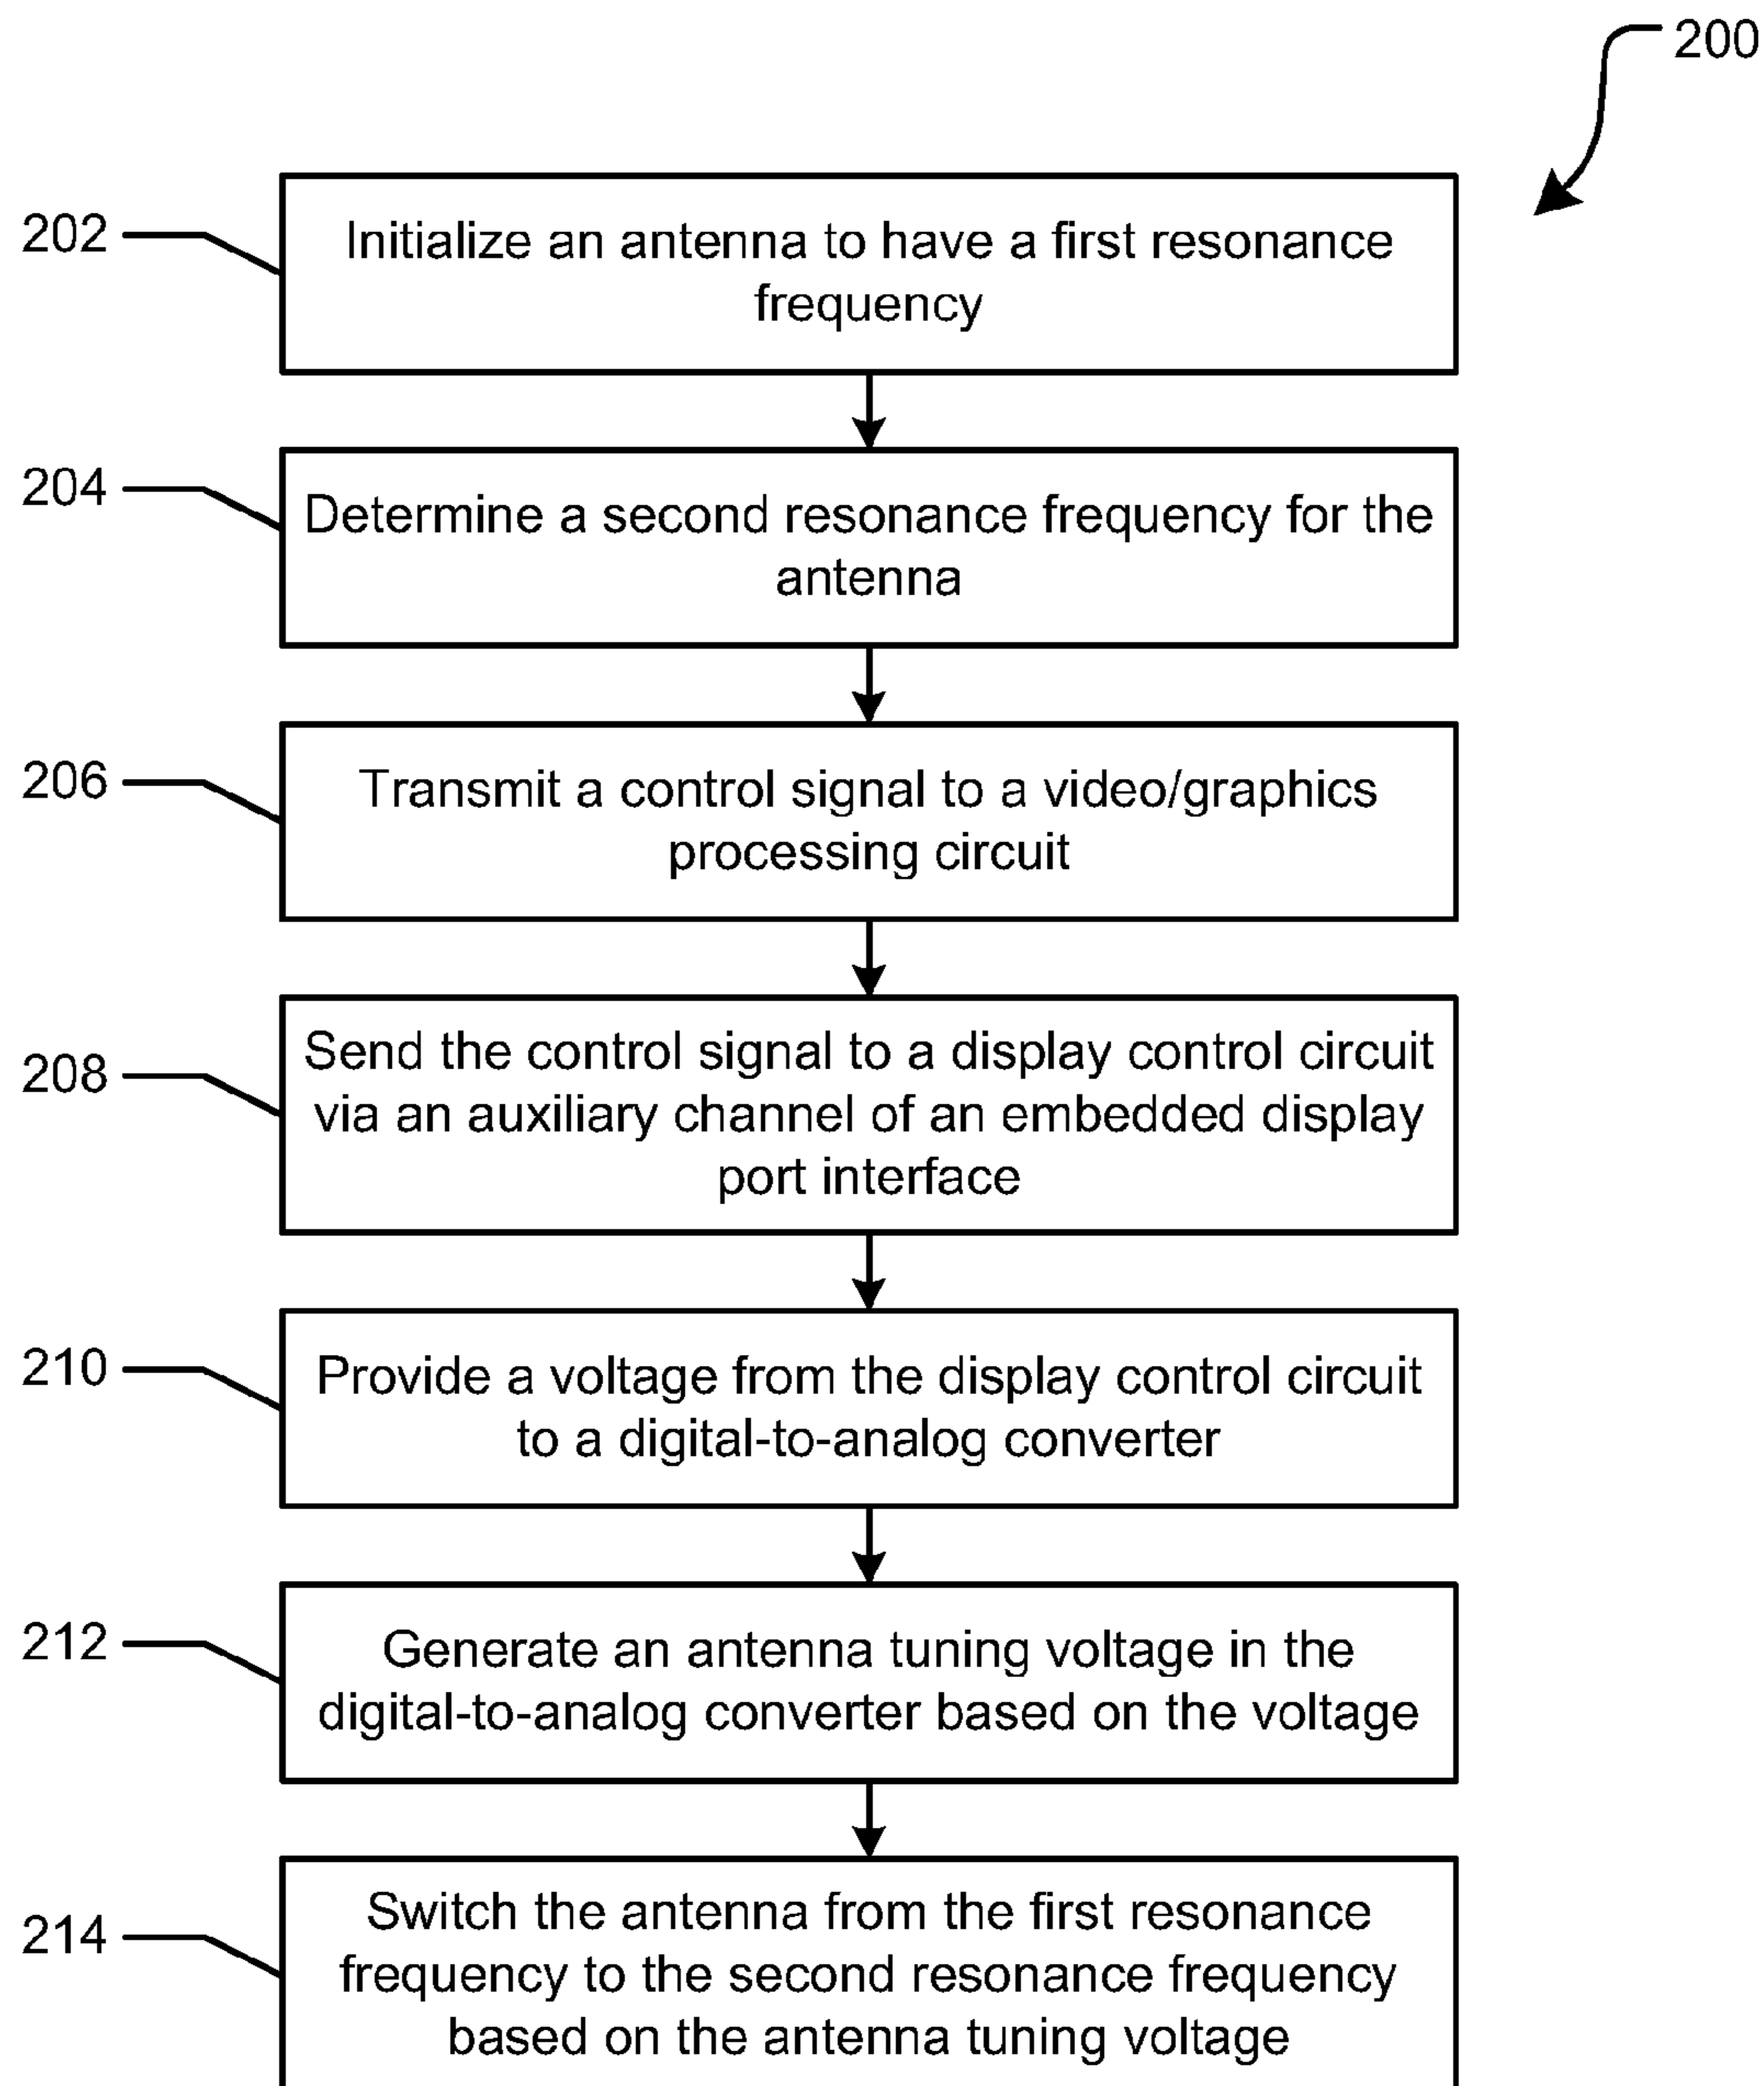 200
202
Initialize an antenna to have a first resonance
frequency
204
Determine a second resonance frequency for the
antenna
206
Transmit a control signal to a video/graphics
processing circuit
208
Send the control signal to a display control circuit
via an auxiliary channel of an embedded display
port interface
210
Provide a voltage from the display control circuit
to a digital-to-analog converter
212
Generate an antenna tuning voltage in the
digital-to-analog converter based on the voltage
214
Switch the antenna from the first resonance
frequency to the second resonance frequency
based on the antenna tuning voltage